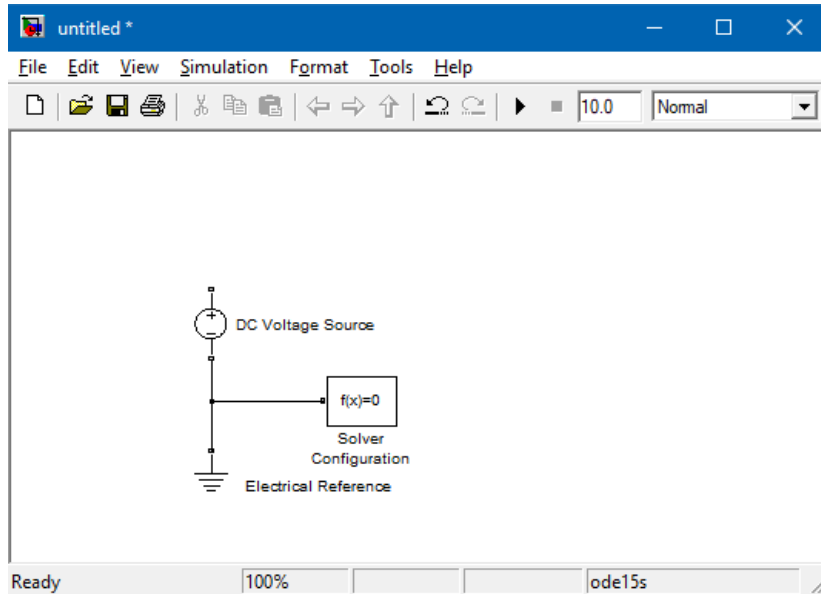 untitled *
File Edit View Simulation Format Tools Help
10.0 Normal
+
DC Voltage Source
−
f(x)=0
Solver
Configuration
Electrical Reference
Ready 100% ode15s